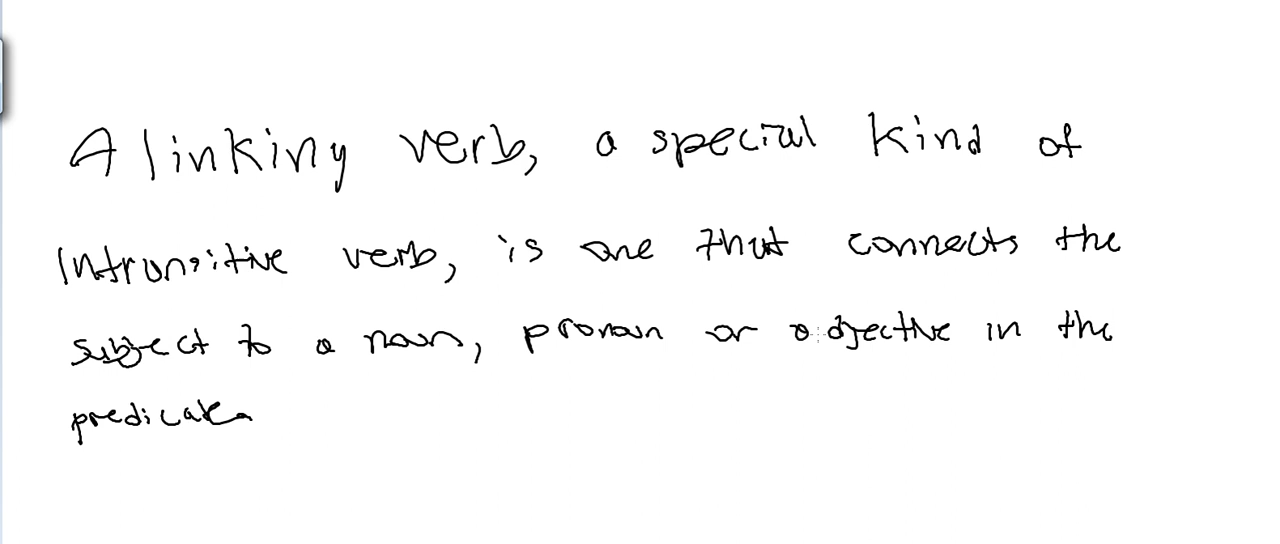 A linking verb, a special kind of
Intransitive verb, is one that connects the
subject to a noun, pronoun or adjective in the
predicate